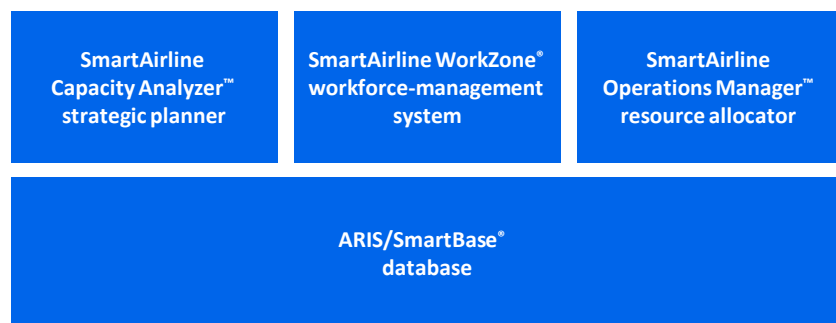 SmartAirline
Capacity Analyzer™
strategic planner
SmartAirline WorkZone®
workforce-management
system
SmartAirline
Operations Manager™
resource allocator
ARIS/SmartBase®
database